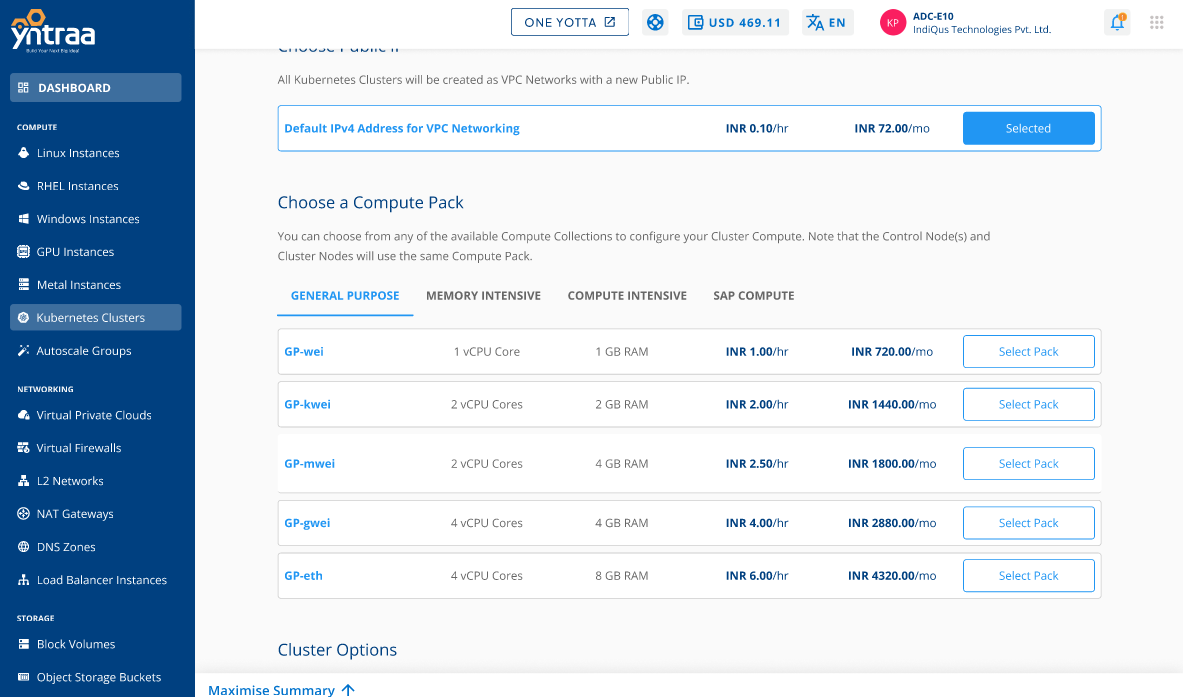 yntraa
Build Your Next Big Idea!
ONE YOTTA
USD 469.11
EN
KP
ADC-E10
IndiQus Technologies Pvt. Ltd.
1
DASHBOARD
COMPUTE
Linux Instances
RHEL Instances
Windows Instances
GPU Instances
Metal Instances
Kubernetes Clusters
Autoscale Groups
NETWORKING
Virtual Private Clouds
Virtual Firewalls
L2 Networks
NAT Gateways
DNS Zones
Load Balancer Instances
STORAGE
Block Volumes
Object Storage Buckets
Choose Public IP
All Kubernetes Clusters will be created as VPC Networks with a new Public IP.
Default IPv4 Address for VPC Networking INR 0.10/hr INR 72.00/mo Selected
Choose a Compute Pack
You can choose from any of the available Compute Collections to configure your Cluster Compute. Note that the Control Node(s) and
Cluster Nodes will use the same Compute Pack.
GENERAL PURPOSE MEMORY INTENSIVE COMPUTE INTENSIVE SAP COMPUTE
GP-wei 1 vCPU Core 1 GB RAM INR 1.00/hr INR 720.00/mo Select Pack
GP-kwei 2 vCPU Cores 2 GB RAM INR 2.00/hr INR 1440.00/mo Select Pack
GP-mwei 2 vCPU Cores 4 GB RAM INR 2.50/hr INR 1800.00/mo Select Pack
GP-gwei 4 vCPU Cores 4 GB RAM INR 4.00/hr INR 2880.00/mo Select Pack
GP-eth 4 vCPU Cores 8 GB RAM INR 6.00/hr INR 4320.00/mo Select Pack
Cluster Options
Maximise Summary